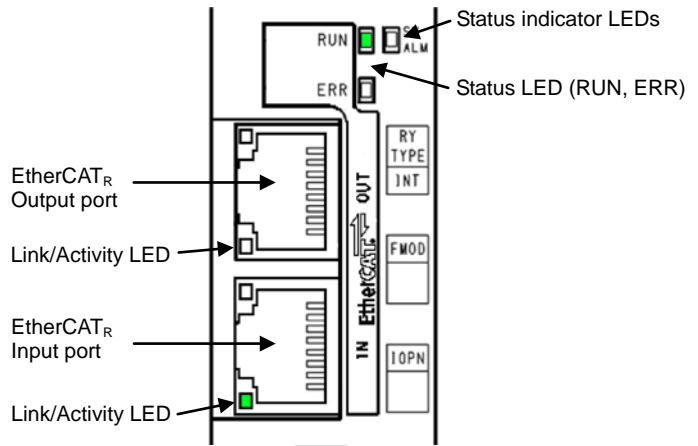 Status indicator LEDs
RUN
ALM
ERR
Status LED (RUN, ERR)
RY
TYPE
INT
EtherCATR
Output port
OUT
Link/Activity LED
FMOD
EtherCAT.
EtherCATR
Input port
IN
IOPN
Link/Activity LED